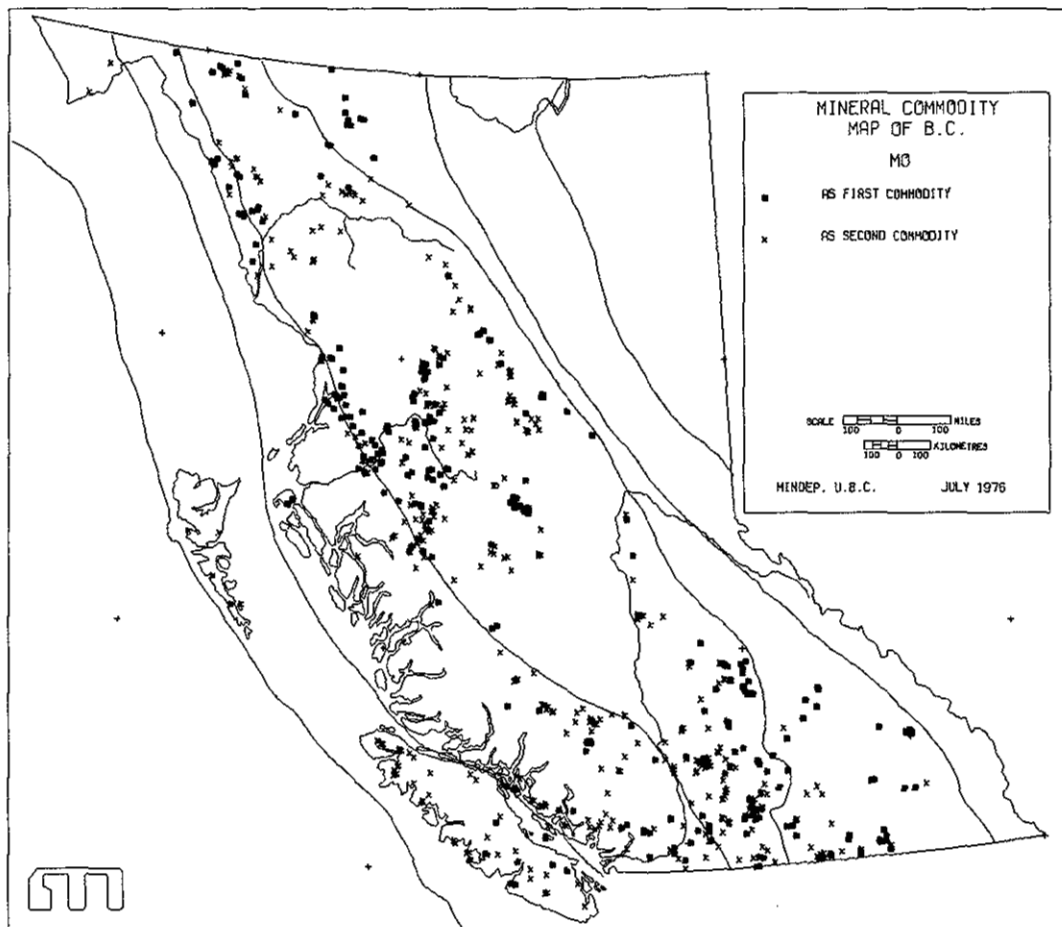 MINERAL COMMODITY
MAP OF B.C.
MO
AS FIRST COMMODITY
AS SECOND COMMODITY
SCALE MILES
100 0 100
KILOMETRES
100 0 100
MINDEP, U.B.C. JULY 1976